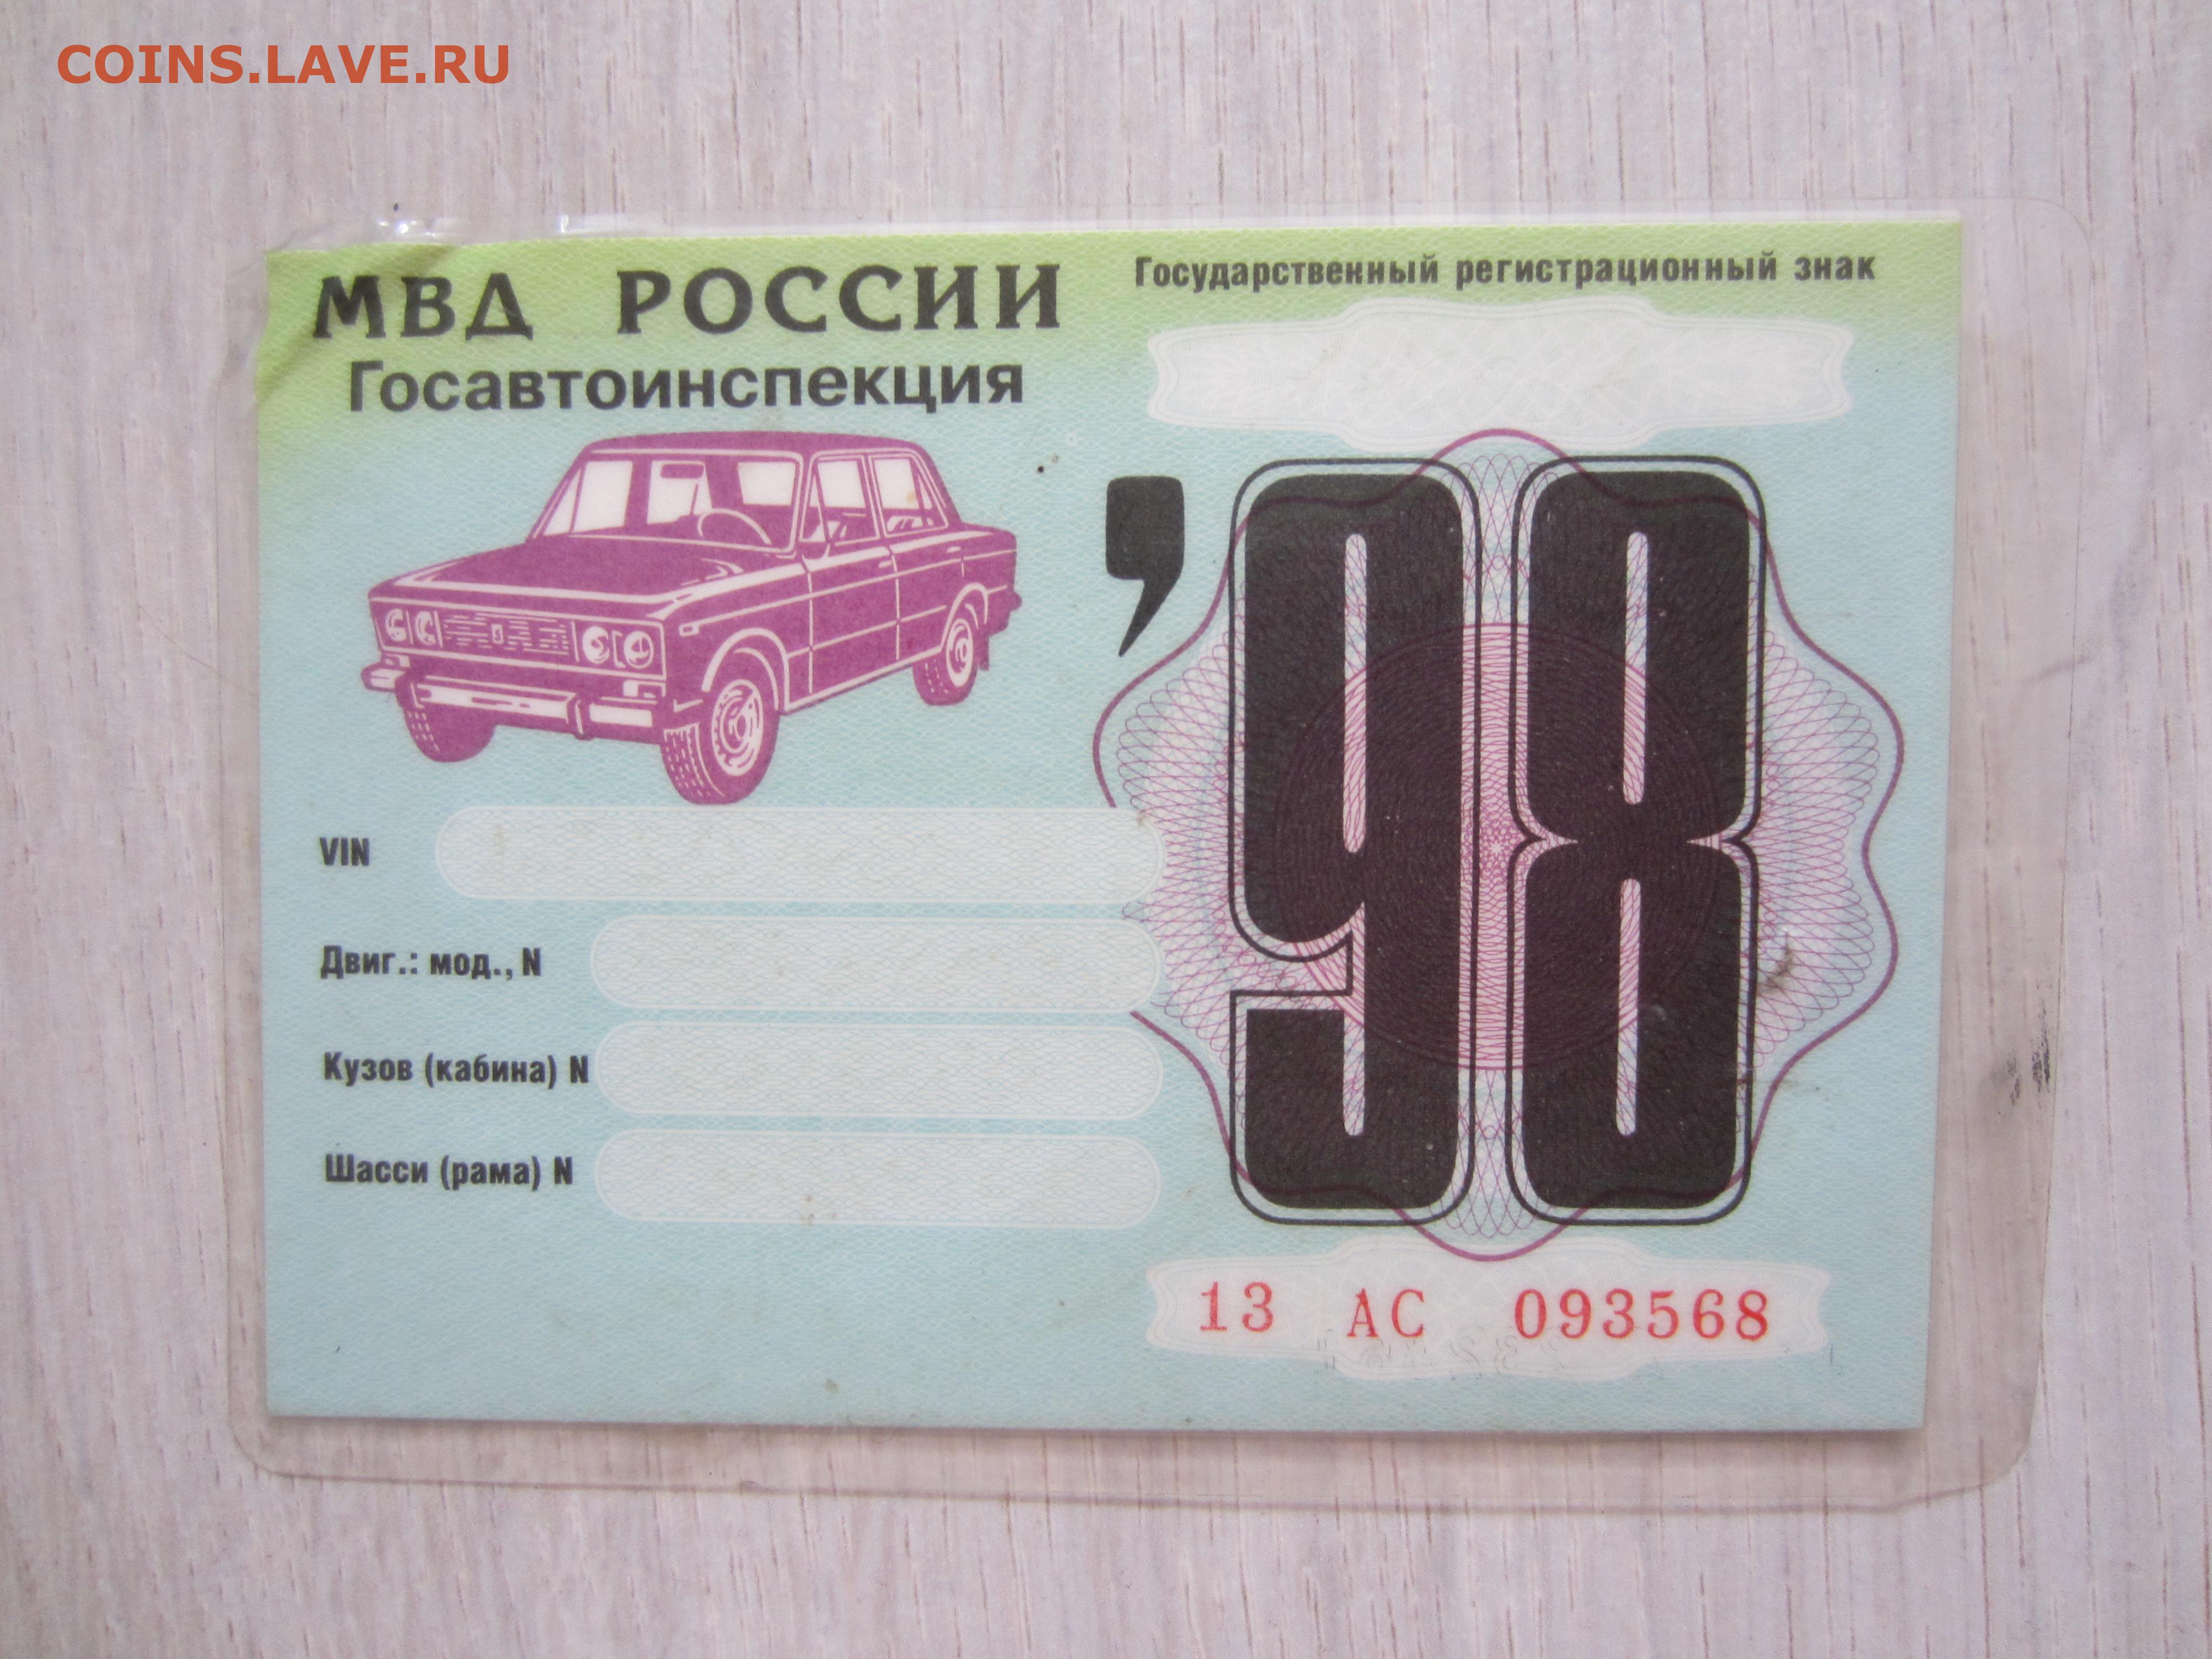 COINS.LAVE.RU
МВД РОССИИ
Госавтоинспекция
Государственный регистрационный знак
’98
VIN
Двиг.: мод., N
Кузов (кабина) N
Шасси (рама) N
13 АС 093568